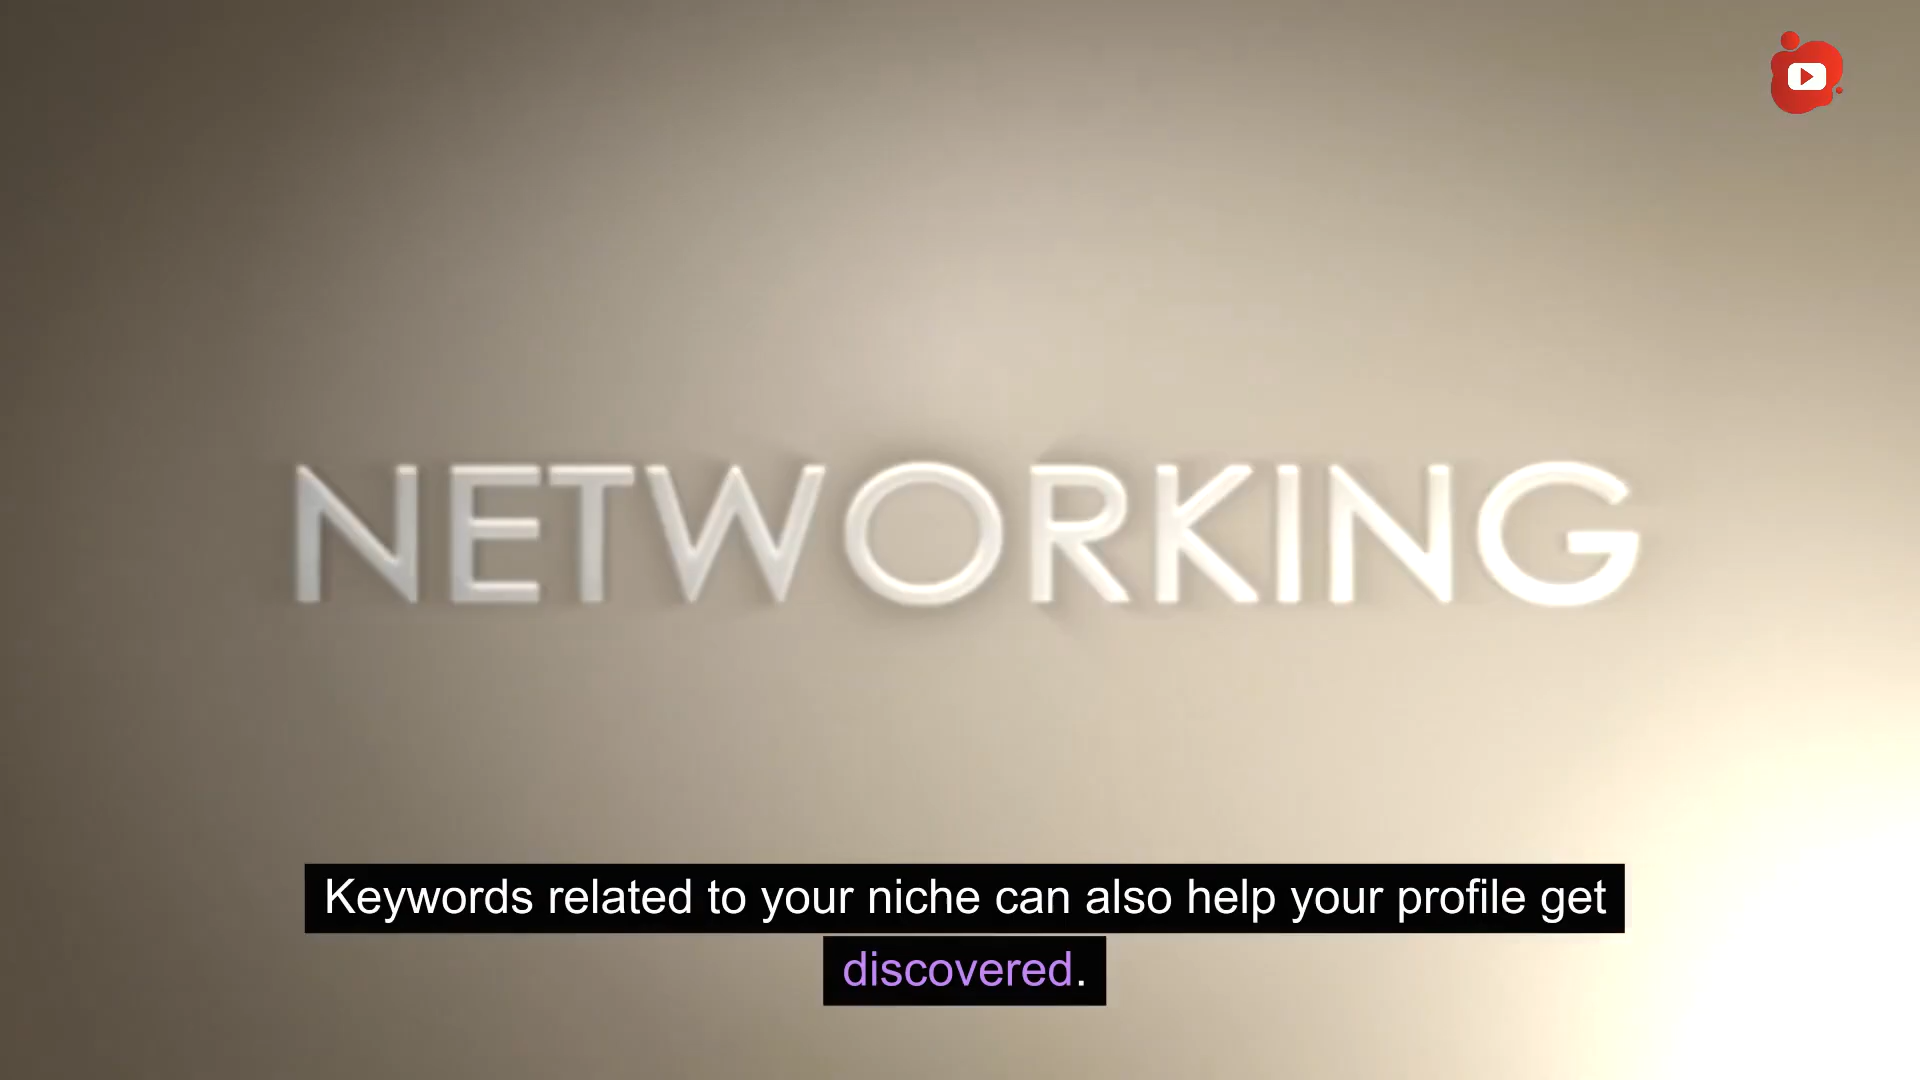 NETWORKING
Keywords related to your niche can also help your profile get
discovered.